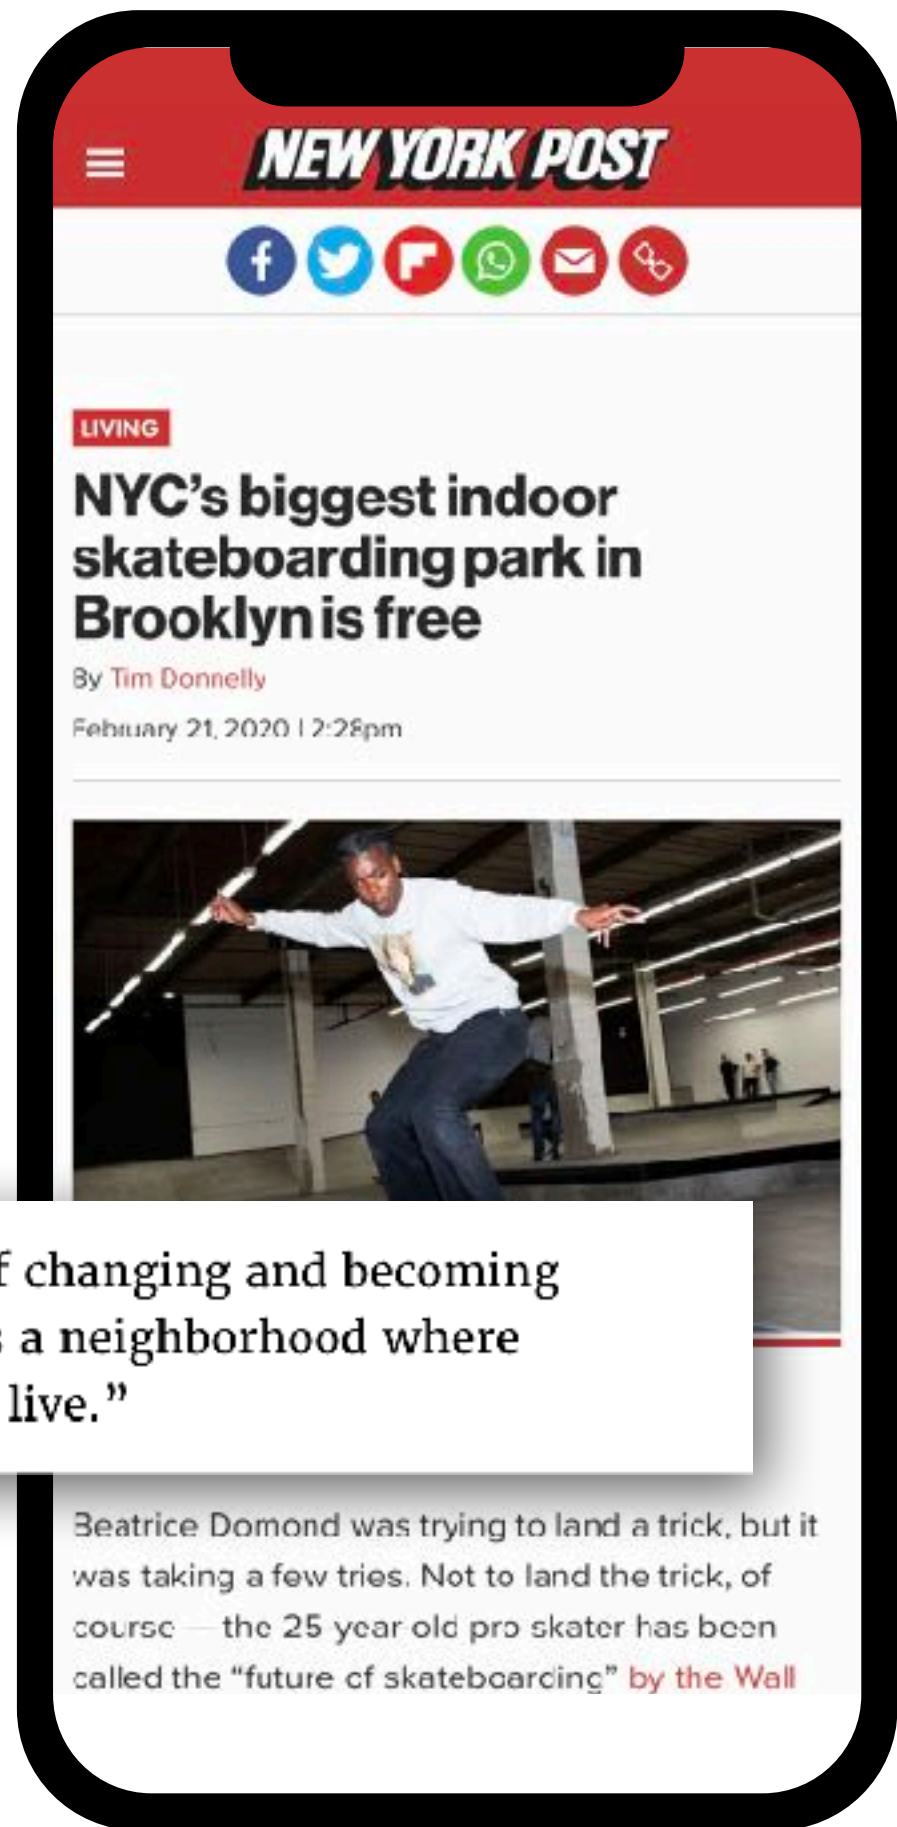 NEW YORK POST
LIVING
NYC's biggest indoor
skateboarding park in
Brooklyn is free
By Tim Donnelly
February 21, 2020 | 2:28pm
changing and becoming
a neighborhood where
live.”
Beatrice Domond was trying to land a trick, but it
was taking a few tries. Not to land the trick, of
course — the 25 year old pro skater has been
called the “future of skateboarding” by the Wall